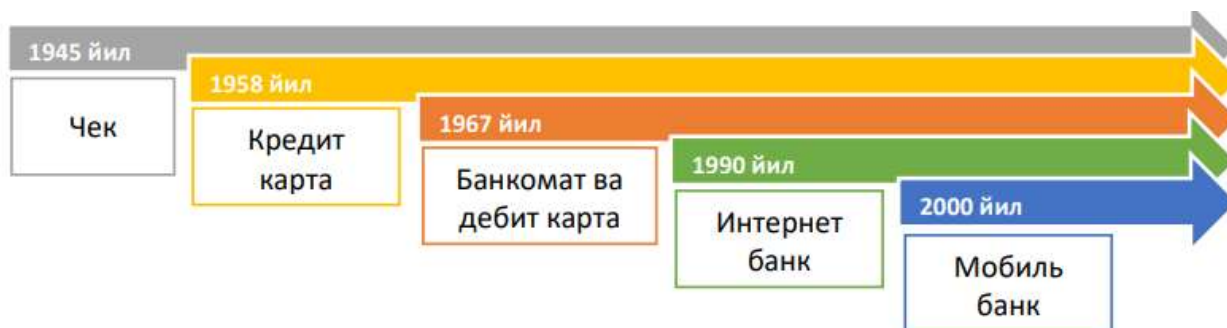 1945 йил
Чек
1958 йил
Кредит
карта
1967 йил
Банкомат ва
дебит карта
1990 йил
Интернет
банк
2000 йил
Мобиль
банк